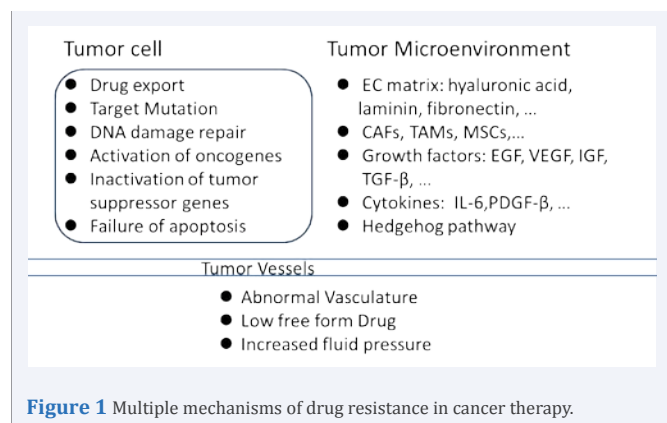 Tumor cell
● Drug export
● Target Mutation
● DNA damage repair
● Activation of oncogenes
● Inactivation of tumor
suppressor genes
● Failure of apoptosis
Tumor Microenvironment
● EC matrix: hyaluronic acid,
laminin, fibronectin, ...
● CAFs, TAMs, MSCs,...
● Growth factors: EGF, VEGF, IGF,
TGF-β, ...
● Cytokines: IL-6,PDGF-β, ...
● Hedgehog pathway
Tumor Vessels
● Abnormal Vasculature
● Low free form Drug
● Increased fluid pressure
Figure 1 Multiple mechanisms of drug resistance in cancer therapy.